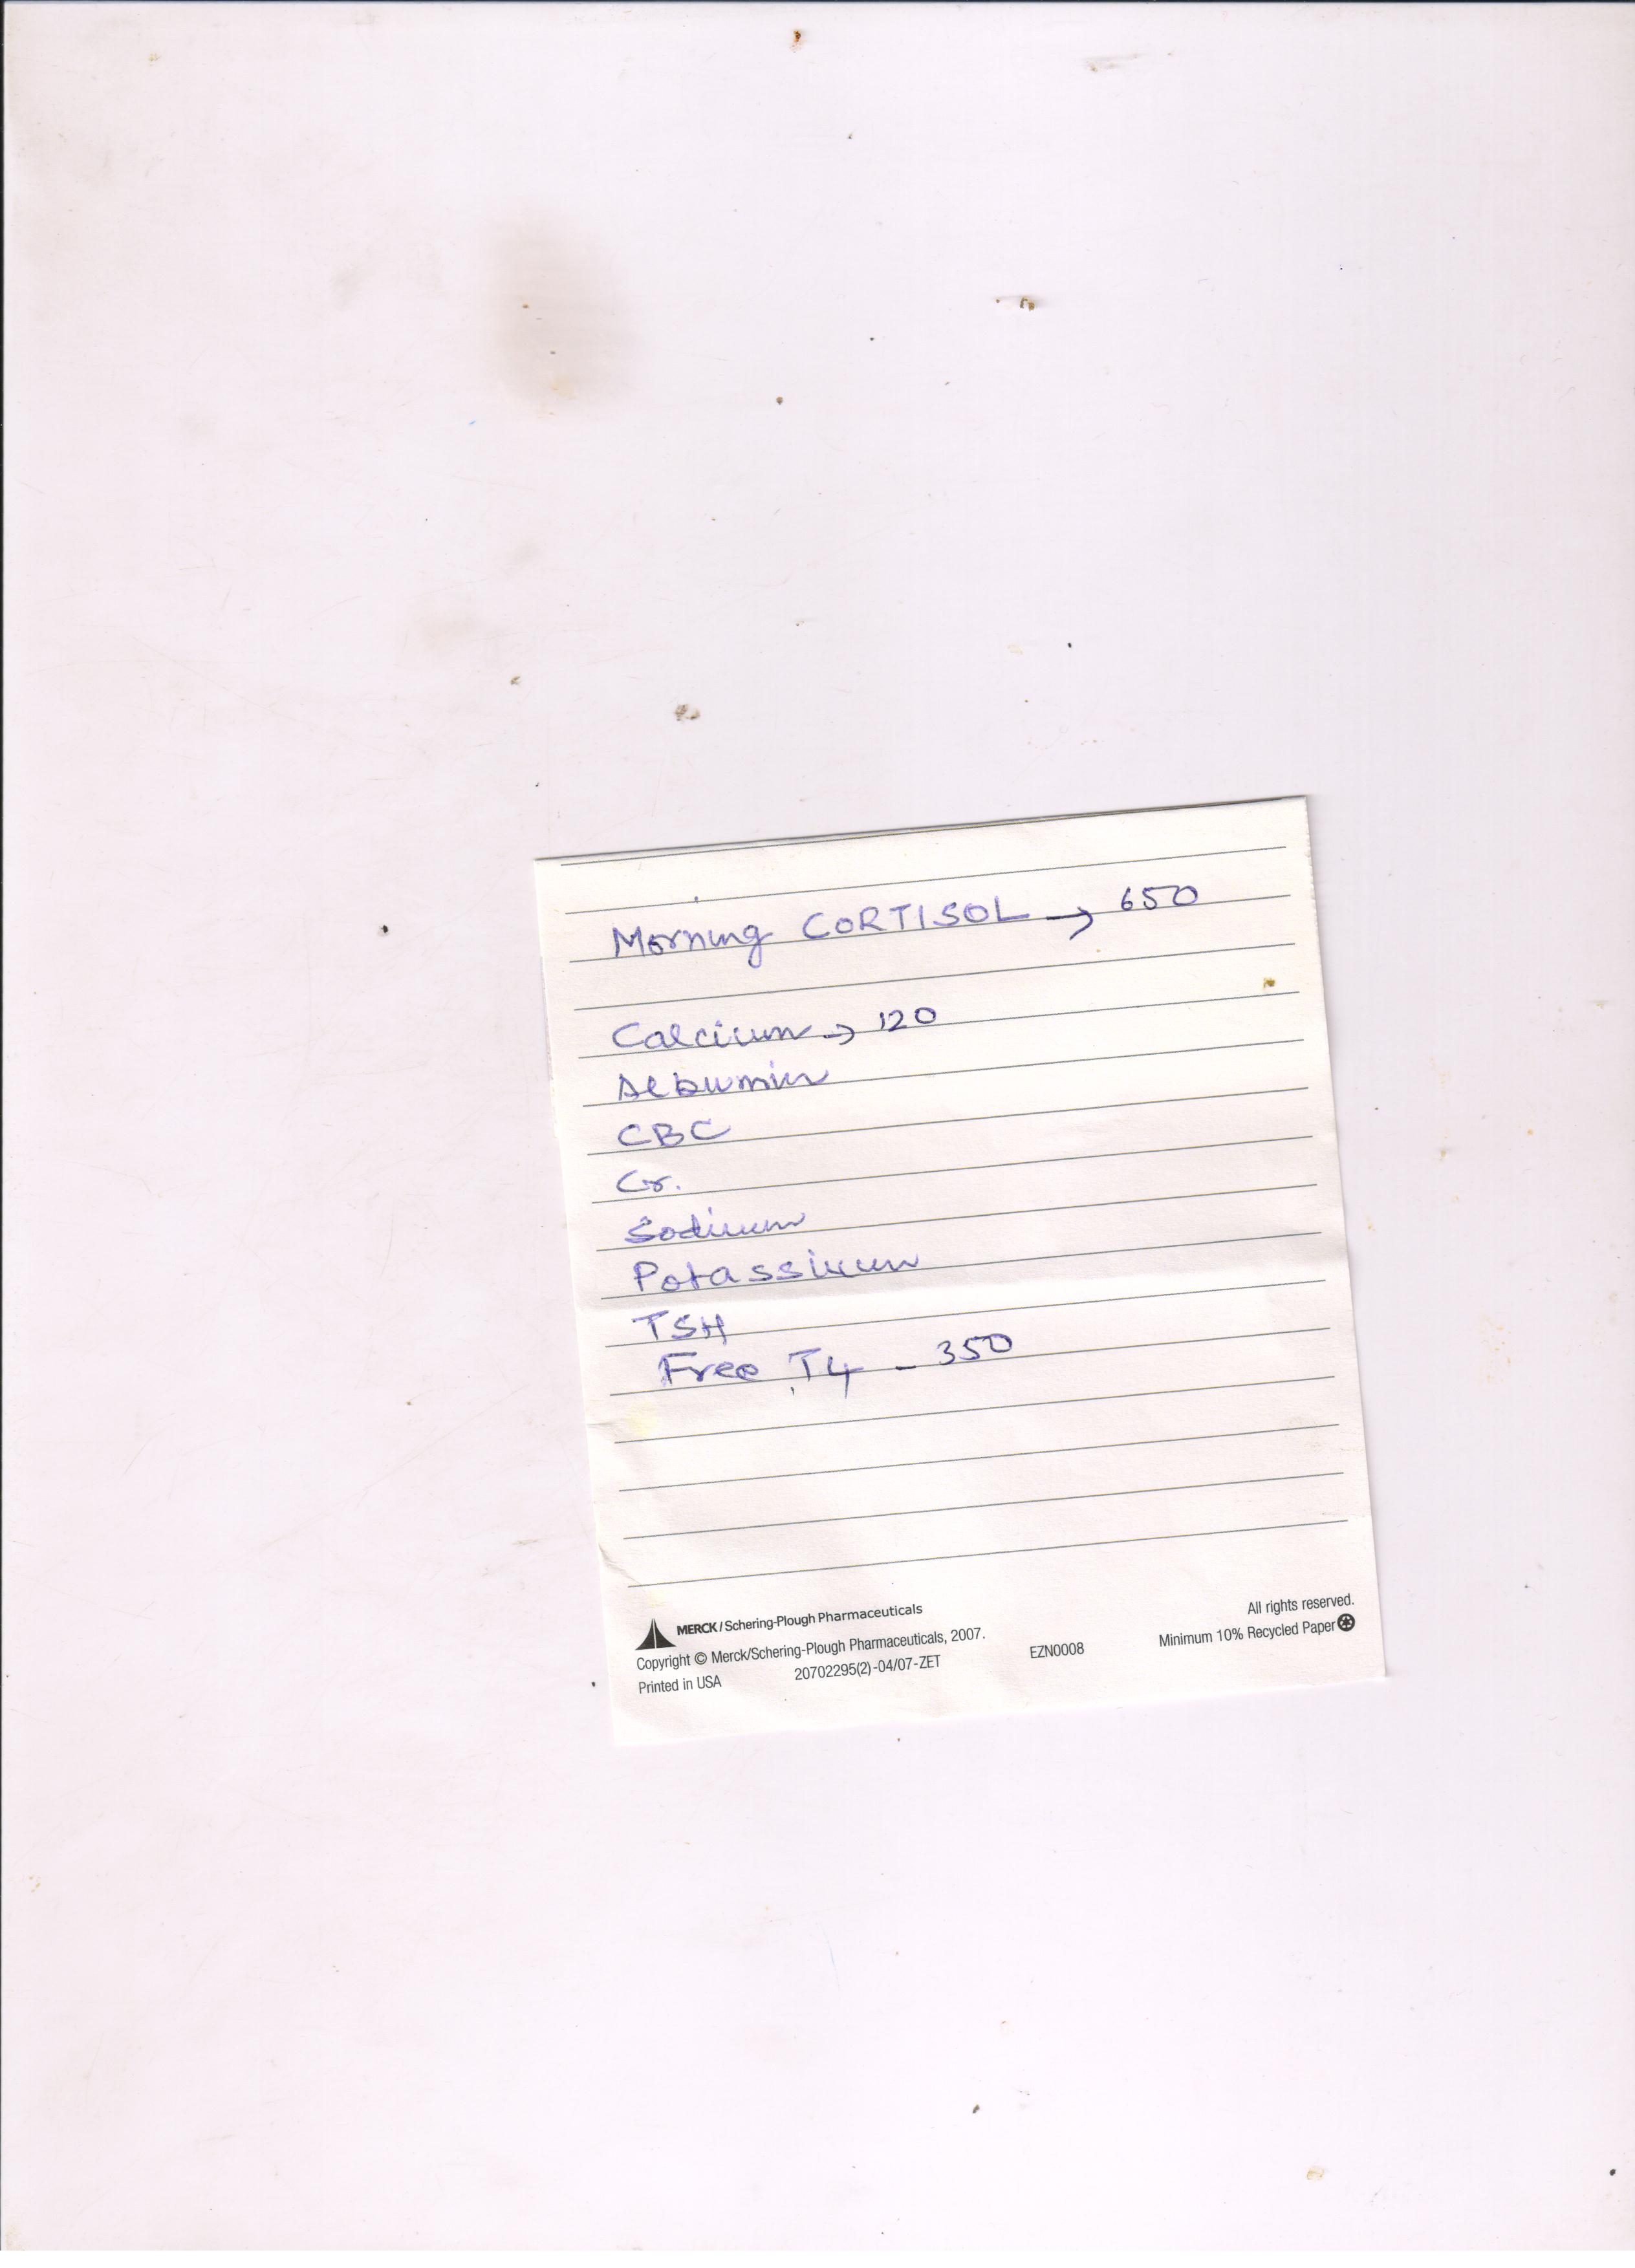 Morning CORTISOL → 650
Calcium → 120
Albumin
CBC
Cr.
Sodium
Potassium
TSH
Free T4 - 350
MERCK / Schering-Plough Pharmaceuticals
Copyright © Merck/Schering-Plough Pharmaceuticals, 2007.
All rights reserved.
Printed in USA 20702295(2)-04/07-ZET EZN0008 Minimum 10% Recycled Paper